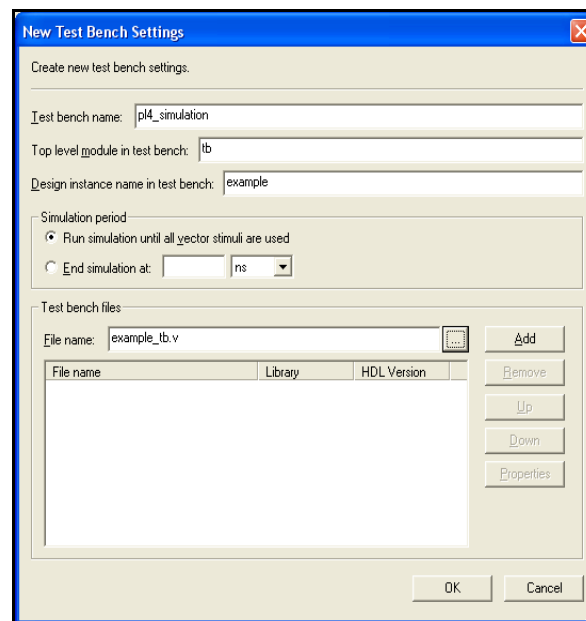 New Test Bench Settings
Create new test bench settings.
Test bench name: pl4_simulation
Top level module in test bench: tb
Design instance name in test bench: example
Simulation period
Run simulation until all vector stimuli are used
End simulation at: ns
Test bench files
File name: example_tb.v ... Add
File name Library HDL Version
Remove
Up
Down
Properties
OK Cancel